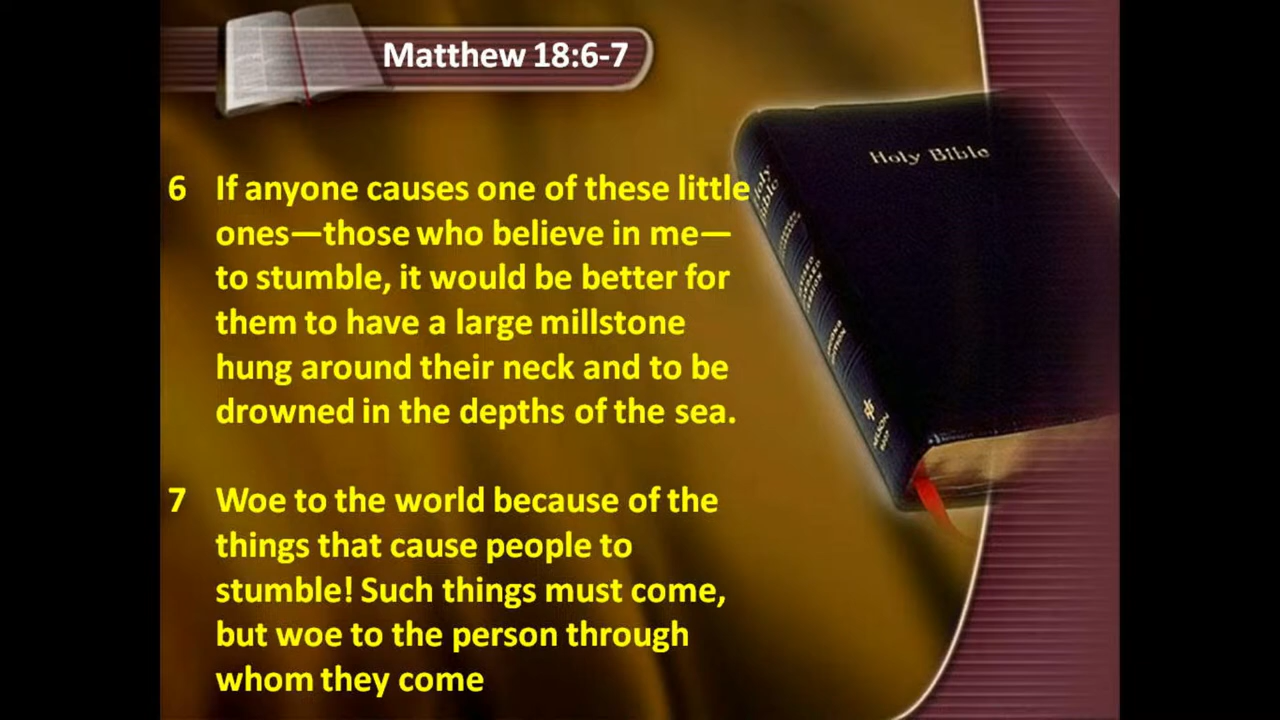 Matthew 18:6-7
Holy Bible
6 If anyone causes one of these little
ones—those who believe in me—
to stumble, it would be better for
them to have a large millstone
hung around their neck and to be
drowned in the depths of the sea.
7 Woe to the world because of the
things that cause people to
stumble! Such things must come,
but woe to the person through
whom they come
Holy
Bible